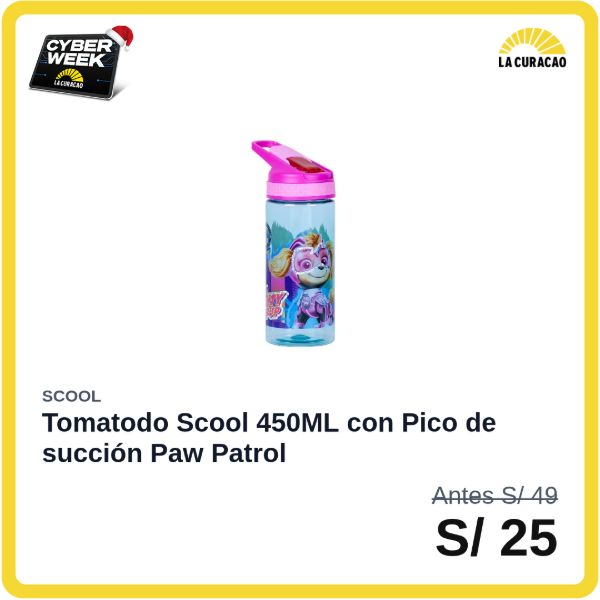 CYBER
WEEK
LA CURACAO
LA CURACAO
SCOOL
Tomatodo Scool 450ML con Pico de
succión Paw Patrol
Antes S/ 49
S/ 25